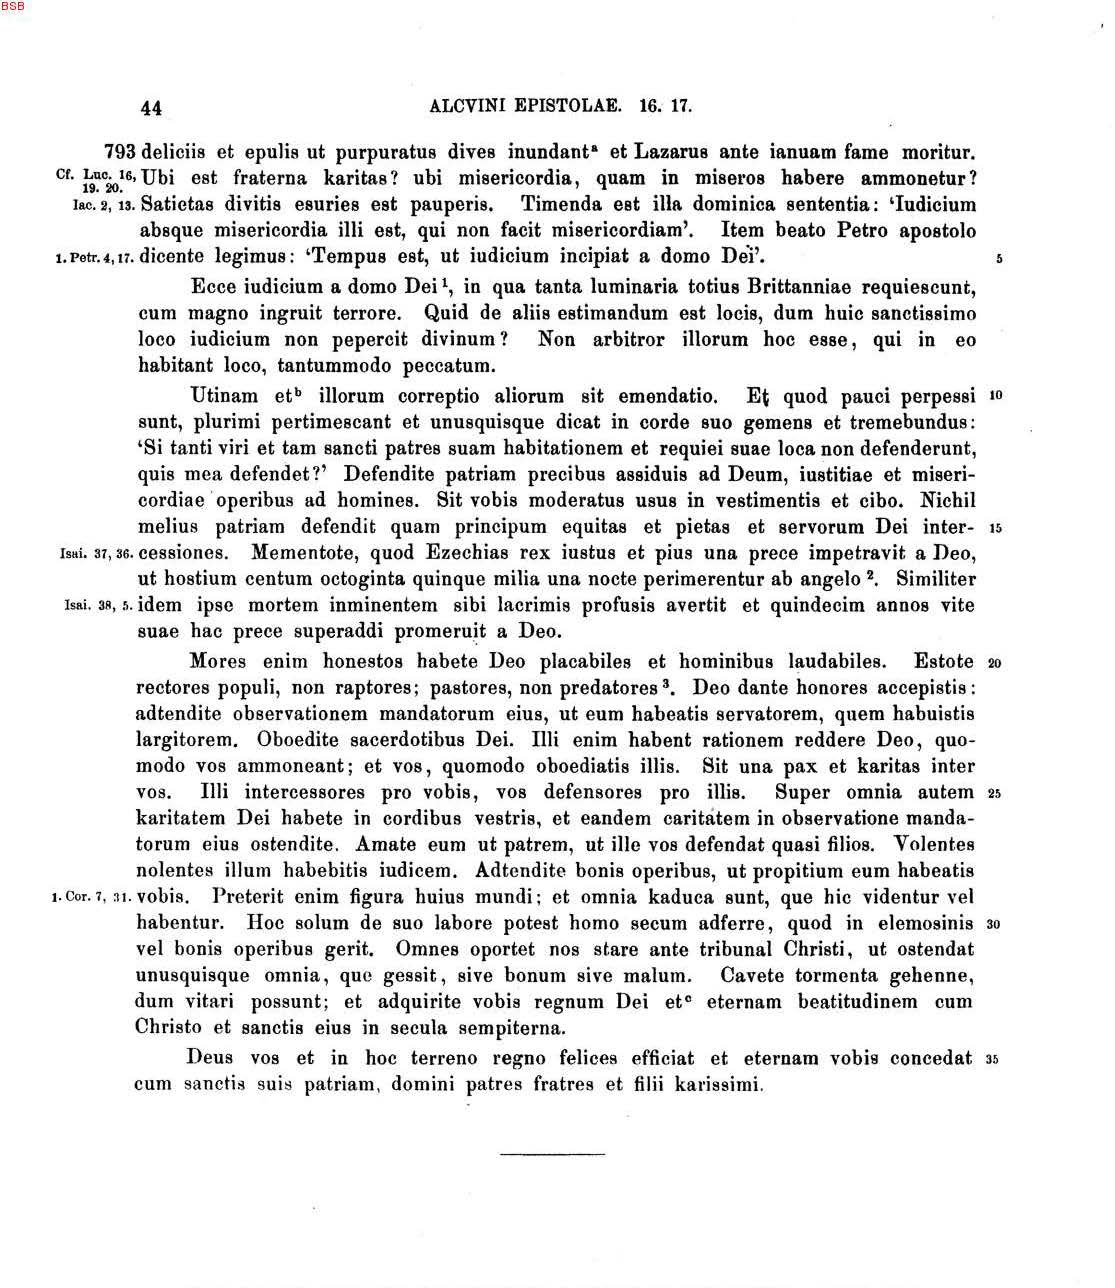 BSB
44 ALCVINI EPISTOLAE. 16. 17.
793 deliciis et epulis ut purpuratus dives inundantᵃ et Lazarus ante ianuam fame moritur.
Cf. Luc. 16, 19. 20. Ubi est fraterna karitas? ubi misericordia, quam in miseros habere ammonetur?
Iac. 2, 13. Satietas divitis esuries est pauperis. Timenda est illa dominica sententia: ‘Iudicium
absque misericordia illi est, qui non facit misericordiam’. Item beato Petro apostolo
1. Petr. 4, 17. dicente legimus: ‘Tempus est, ut iudicium incipiat a domo Dei’. 5
Ecce iudicium a domo Dei ¹, in qua tanta luminaria totius Brittanniae requiescunt,
cum magno ingruit terrore. Quid de aliis estimandum est locis, dum huic sanctissimo
loco iudicium non pepercit divinum? Non arbitror illorum hoc esse, qui in eo
habitant loco, tantummodo peccatum.
Utinam etᵇ illorum correptio aliorum sit emendatio. Et quod pauci perpessi 10
sunt, plurimi pertimescant et unusquisque dicat in corde suo gemens et tremebundus:
‘Si tanti viri et tam sancti patres suam habitationem et requiei suae loca non defenderunt,
quis mea defendet?’ Defendite patriam precibus assiduis ad Deum, iustitiae et miseri-
cordiae operibus ad homines. Sit vobis moderatus usus in vestimentis et cibo. Nichil
melius patriam defendit quam principum equitas et pietas et servorum Dei inter- 15
Isai. 37, 36. cessiones. Mementote, quod Ezechias rex iustus et pius una prece impetravit a Deo,
ut hostium centum octoginta quinque milia una nocte perimerentur ab angelo ². Similiter
Isai. 38, 5. idem ipse mortem inminentem sibi lacrimis profusis avertit et quindecim annos vite
suae hac prece superaddi promeruit a Deo.
Mores enim honestos habete Deo placabiles et hominibus laudabiles. Estote 20
rectores populi, non raptores; pastores, non predatores ³. Deo dante honores accepistis:
adtendite observationem mandatorum eius, ut eum habeatis servatorem, quem habuistis
largitorem. Oboedite sacerdotibus Dei. Illi enim habent rationem reddere Deo, quo-
modo vos ammoneant; et vos, quomodo oboediatis illis. Sit una pax et karitas inter
vos. Illi intercessores pro vobis, vos defensores pro illis. Super omnia autem 25
karitatem Dei habete in cordibus vestris, et eandem caritatem in observatione manda-
torum eius ostendite. Amate eum ut patrem, ut ille vos defendat quasi filios. Volentes
nolentes illum habebitis iudicem. Adtendite bonis operibus, ut propitium eum habeatis
1. Cor. 7, 31. vobis. Preterit enim figura huius mundi; et omnia kaduca sunt, que hic videntur vel
habentur. Hoc solum de suo labore potest homo secum adferre, quod in elemosinis 30
vel bonis operibus gerit. Omnes oportet nos stare ante tribunal Christi, ut ostendat
unusquisque omnia, que gessit, sive bonum sive malum. Cavete tormenta gehenne,
dum vitari possunt; et adquirite vobis regnum Dei etᶜ eternam beatitudinem cum
Christo et sanctis eius in secula sempiterna.
Deus vos et in hoc terreno regno felices efficiat et eternam vobis concedat 35
cum sanctis suis patriam, domini patres fratres et filii karissimi.